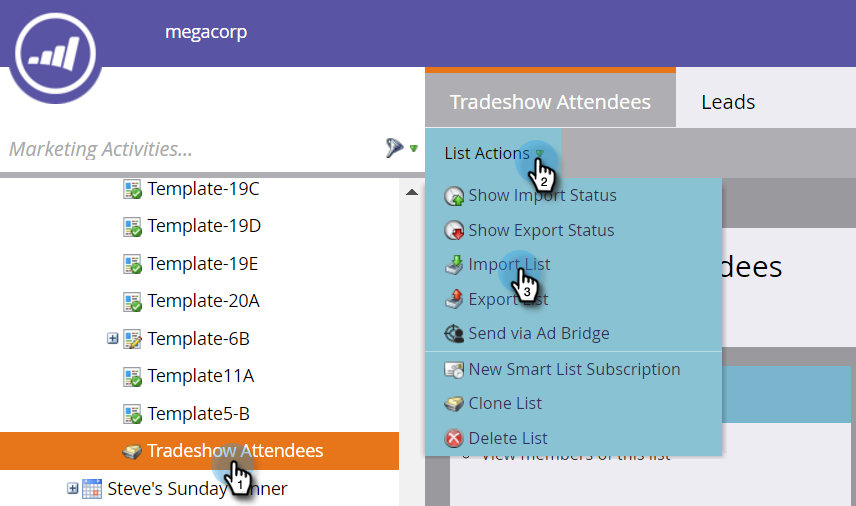 megacorp
Tradeshow Attendees
Leads
Marketing Activities...
List Actions
2
Template-19C
Template-19D
Template-19E
Template-20A
Template-6B
Template11A
Template5-B
Tradeshow Attendees
1
Steve's Sunday
nner
Show Import Status
Show Export Status
Import List
3
Export List
Send via Ad Bridge
New Smart List Subscription
Clone List
Delete List
dees
View members of this list